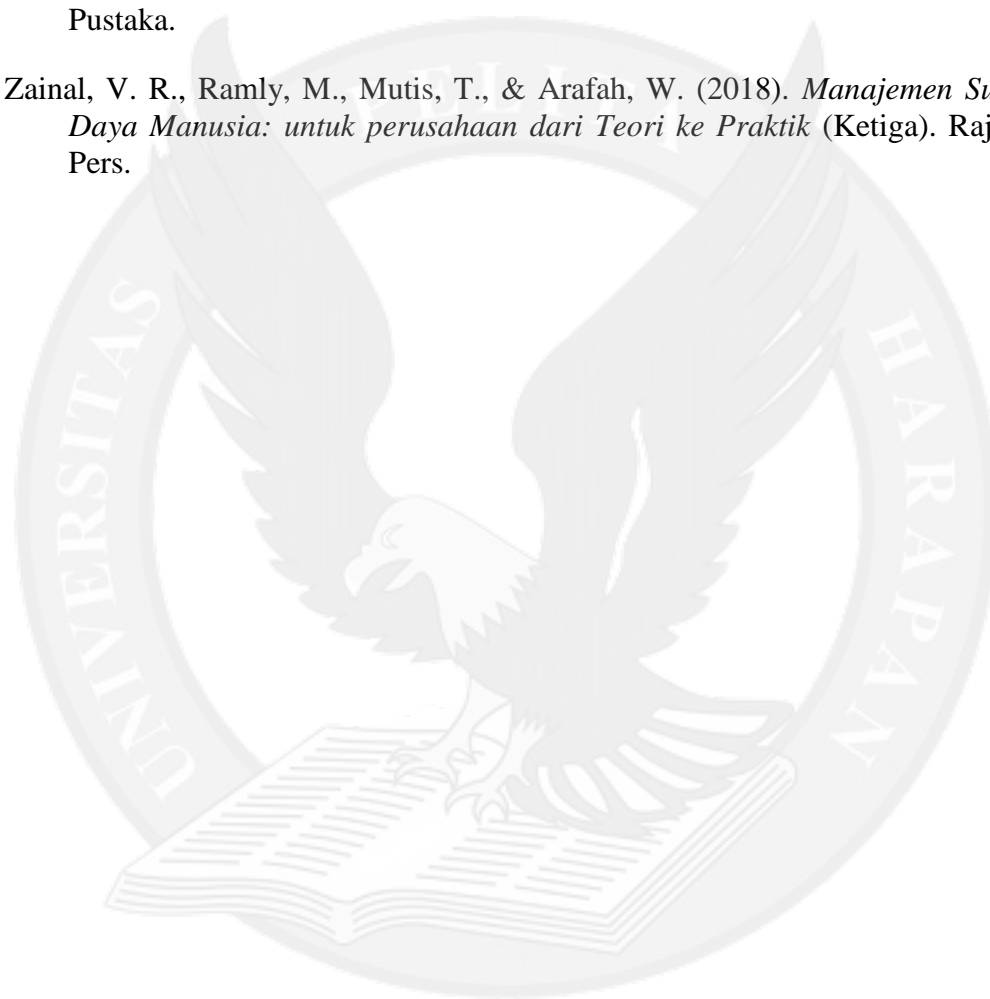 Pustaka.
Zainal, V. R., Ramly, M., Mutis, T., & Arafah, W. (2018). Manajemen Su
Daya Manusia: untuk perusahaan dari Teori ke Praktik (Ketiga). Raj
Pers.
UNIVERSITAS PELITA HARAPAN